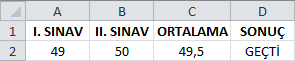 A B C D
1 I. SINAV II. SINAV ORTALAMA SONUÇ
2 49 50 49,5 GEÇTİ